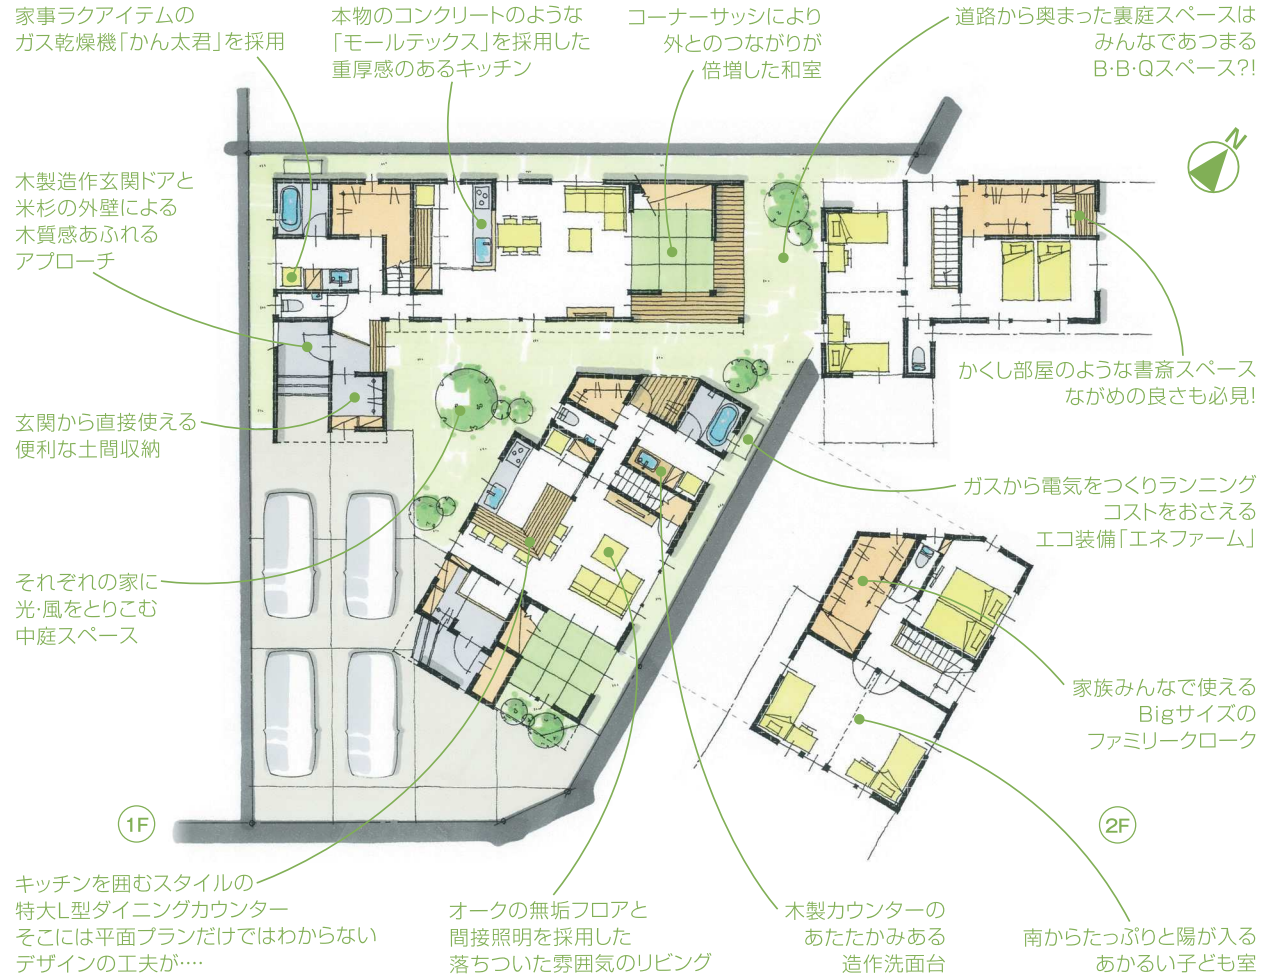 家事ラクアイテムの
ガス乾燥機「かん太君」を採用
本物のコンクリートのような
「モールテックス」を採用した
重厚感のあるキッチン
コーナーサッシにより
外とのつながりが
倍増した和室
道路から奥まった裏庭スペースは
みんなであつまる
B・B・Qスペース?!
N
木製造作玄関ドアと
米杉の外壁による
木質感あふれる
アプローチ
かくし部屋のような書斎スペース
ながめの良さも必見!
玄関から直接使える
便利な土間収納
ガスから電気をつくりランニング
コストをおさえる
エコ装備「エネファーム」
それぞれの家に
光・風をとりこむ
中庭スペース
家族みんなで使える
Bigサイズの
ファミリークローク
1F
2F
キッチンを囲むスタイルの
特大L型ダイニングカウンター
そこには平面プランだけではわからない
デザインの工夫が‥‥
オークの無垢フロアと
間接照明を採用した
落ちついた雰囲気のリビング
木製カウンターの
あたたかみある
造作洗面台
南からたっぷりと陽が入る
あかるい子ども室